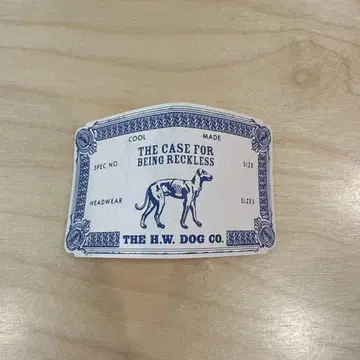 COOL MADE
THE CASE FOR
BEING RECKLESS
SPEC NO. SIZE
HEADWEAR SIZES
THE H.W. DOG CO.